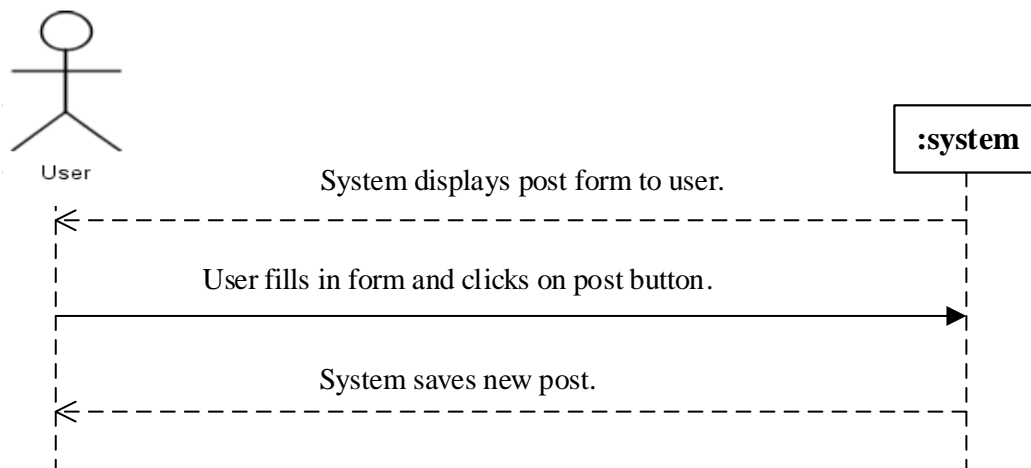 :system
User
System displays post form to user.
User fills in form and clicks on post button.
System saves new post.